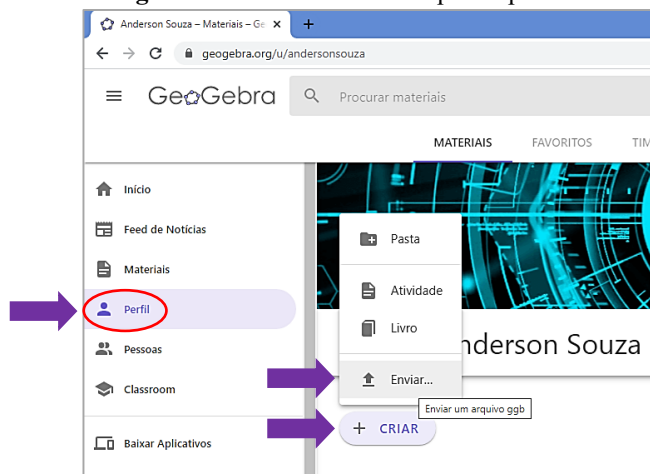 Anderson Souza – Materiais – Ge
geogebra.org/u/andersonsouza
GeoGebra
Procurar materiais
MATERIAIS FAVORITOS
Início
Feed de Notícias
Materiais
Perfil
Pessoas
Classroom
Baixar Aplicativos
Pasta
Atividade
Livro
nderson Souza
Enviar...
Enviar um arquivo ggb
+ CRIAR